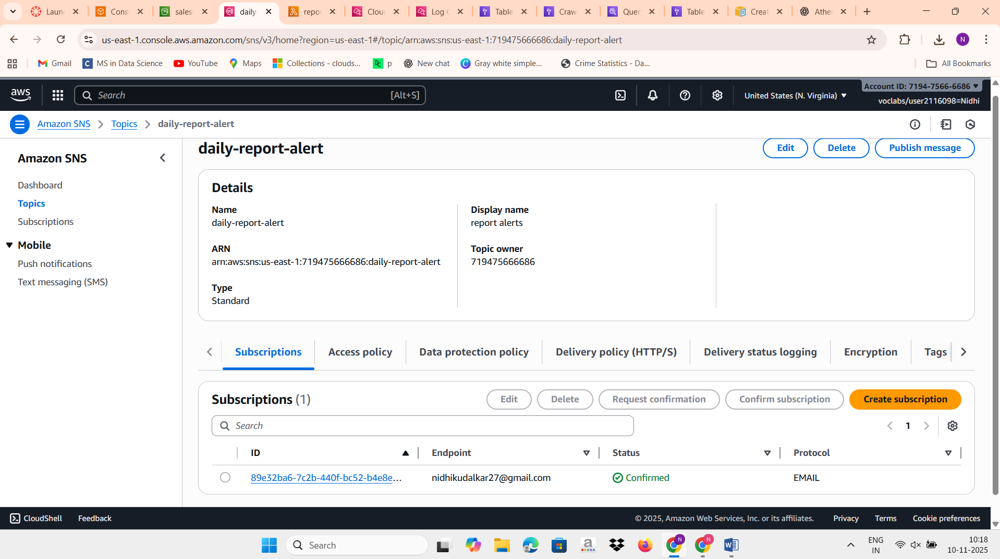 Laun
Cons
sales-
daily-
repo
Clou
Log
Table
Craw
Quer
Table
Creat
Athe
us-east-1.console.aws.amazon.com/sns/v3/home?region=us-east-1#/topic/arn:aws:sns:us-east-1:719475666686:daily-report-alert
N
Gmail
MS in Data Science
YouTube
Maps
Collections - clouds...
p
New chat
Gray white simple...
Crime Statistics - Da...
All Bookmarks
aws
Search
[Alt+S]
United States (N. Virginia)
Account ID: 7194-7566-6686
voclabs/user2116098=Nidhi
Amazon SNS
Topics
daily-report-alert
Amazon SNS
Dashboard
Topics
Subscriptions
Mobile
Push notifications
Text messaging (SMS)
daily-report-alert
Edit
Delete
Publish message
Details
Name
daily-report-alert
ARN
arn:aws:sns:us-east-1:719475666686:daily-report-alert
Type
Standard
Display name
report alerts
Topic owner
719475666686
Subscriptions
Access policy
Data protection policy
Delivery policy (HTTP/S)
Delivery status logging
Encryption
Tags
Subscriptions (1)
Edit
Delete
Request confirmation
Confirm subscription
Create subscription
Search
1
ID
Endpoint
Status
Protocol
89e32ba6-7c2b-440f-bc52-b4e8e...
nidhikudalkar27@gmail.com
Confirmed
EMAIL
CloudShell
Feedback
© 2025, Amazon Web Services, Inc. or its affiliates.
Privacy
Terms
Cookie preferences
Search
ENG
IN
10:18
10-11-2025